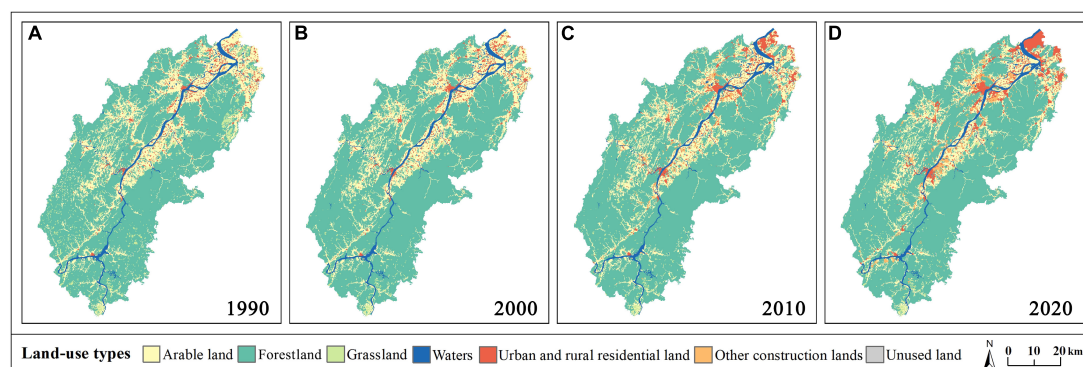 A
B
C
D
1990
2000
2010
2020
Land-use types
Arable land
Forestland
Grassland
Waters
Urban and rural residential land
Other construction lands
Unused land
N
0 10 20 km